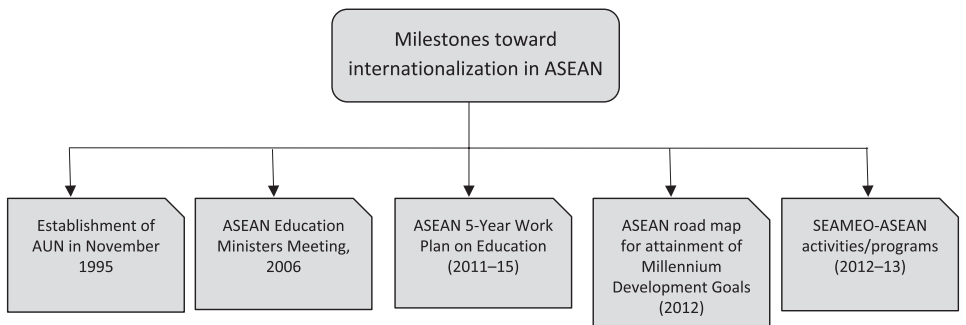 Milestones toward
internationalization in ASEAN
Establishment of
AUN in November
1995
ASEAN Education
Ministers Meeting,
2006
ASEAN 5-Year Work
Plan on Education
(2011–15)
ASEAN road map
for attainment of
Millennium
Development Goals
(2012)
SEAMEO-ASEAN
activities/programs
(2012–13)